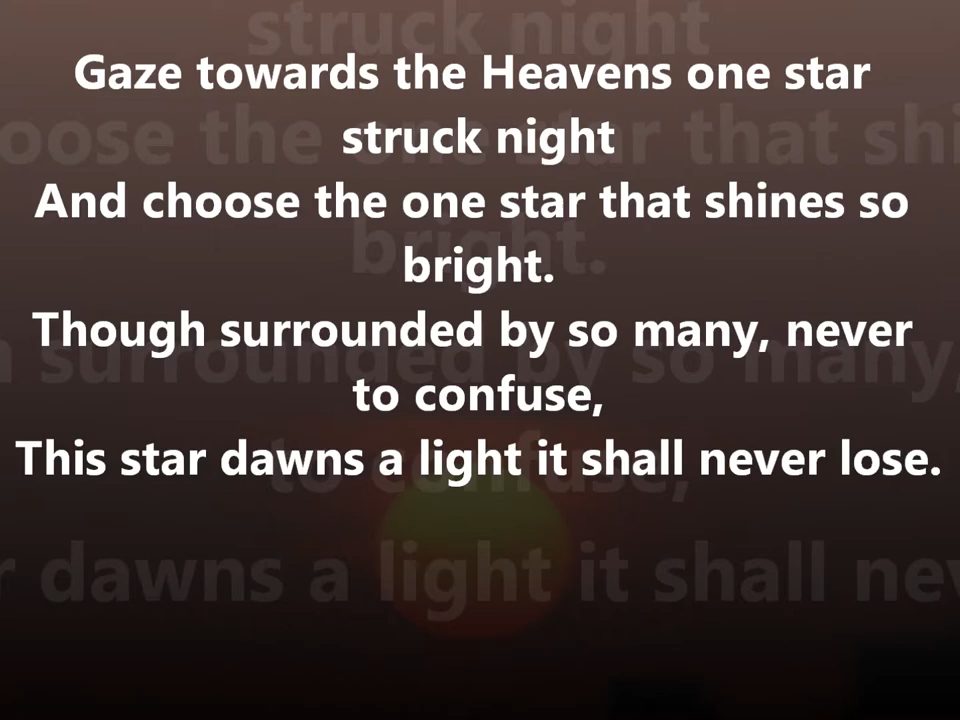 Gaze towards the Heavens one star
struck night
And choose the one star that shines so
bright.
Though surrounded by so many, never
to confuse,
This star dawns a light it shall never lose.